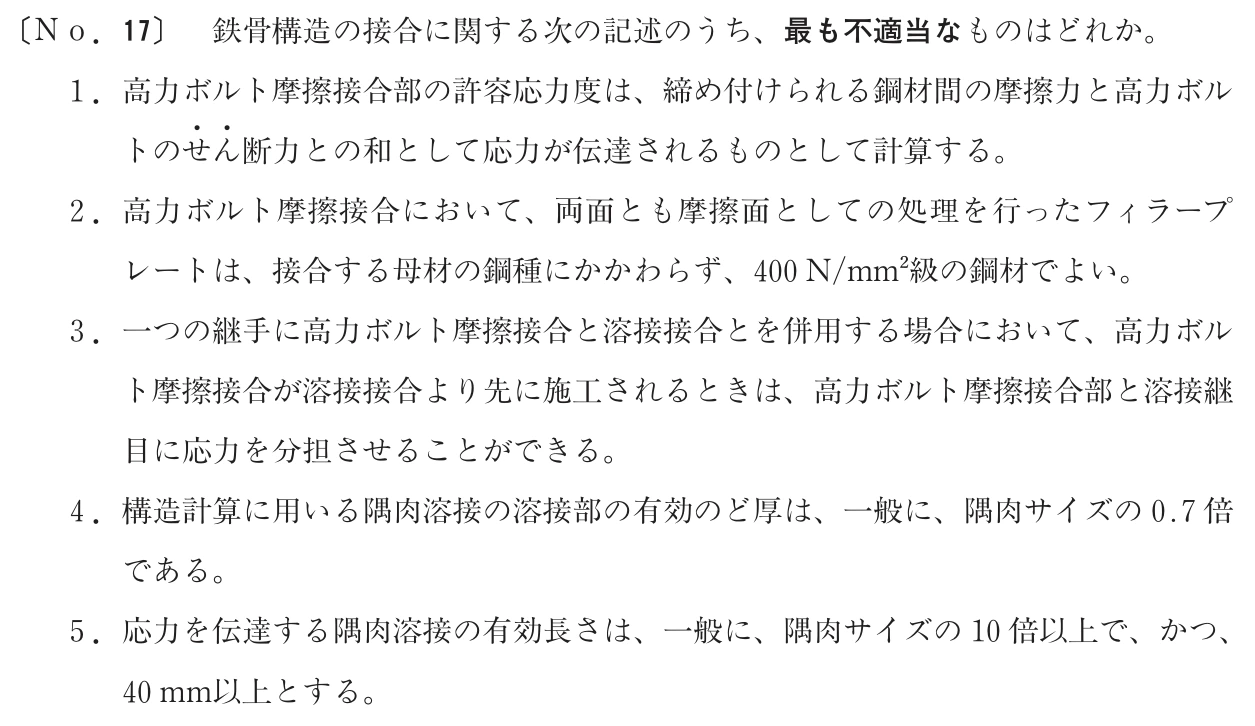 〔Ｎｏ．17〕　鉄骨構造の接合に関する次の記述のうち、最も不適当なものはどれか。
1．高力ボルト摩擦接合部の許容応力度は、締め付けられる鋼材間の摩擦力と高力ボル
トのせん断力との和として応力が伝達されるものとして計算する。
2．高力ボルト摩擦接合において、両面とも摩擦面としての処理を行ったフィラープ
レートは、接合する母材の鋼種にかかわらず、400 N/mm²級の鋼材でよい。
3．一つの継手に高力ボルト摩擦接合と溶接接合とを併用する場合において、高力ボル
ト摩擦接合が溶接接合より先に施工されるときは、高力ボルト摩擦接合部と溶接継
目に応力を分担させることができる。
4．構造計算に用いる隅肉溶接の溶接部の有効のど厚は、一般に、隅肉サイズの 0.7 倍
である。
5．応力を伝達する隅肉溶接の有効長さは、一般に、隅肉サイズの 10 倍以上で、かつ、
40 mm以上とする。